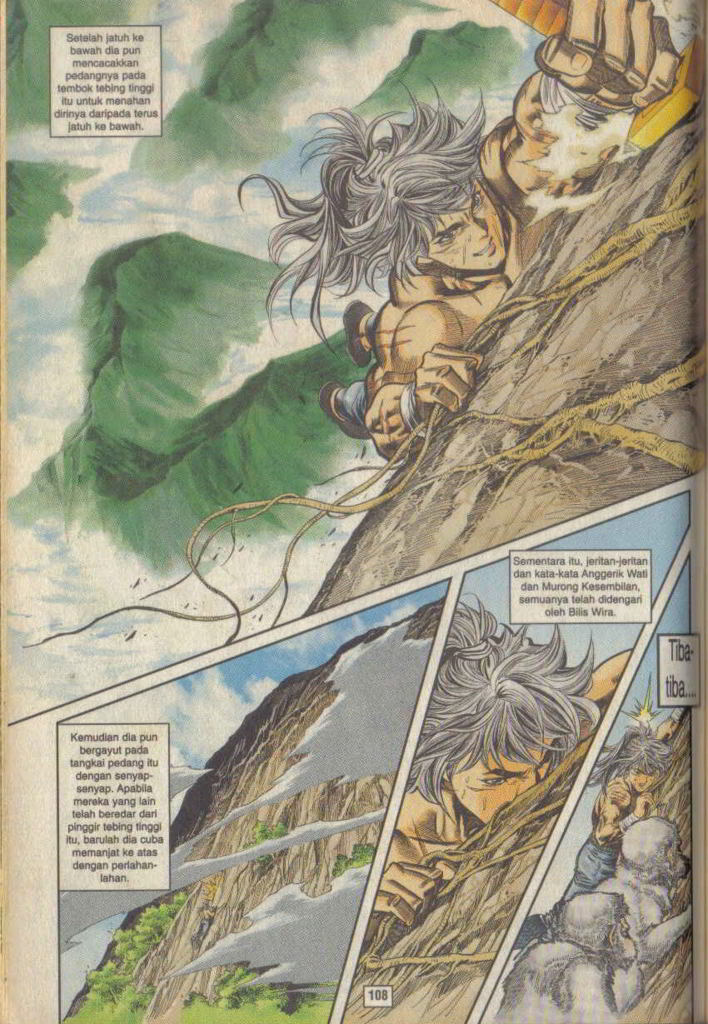 Setelah jatuh ke
bawah dia pun
mencacakkan
pedangnya pada
tembok tebing tinggi
itu untuk menahan
dirinya daripada terus
jatuh ke bawah.
Kemudian dia pun
bergayut pada
tangkai pedang itu
dengan senyap-
senyap. Apabila
mereka yang lain
telah beredar dari
pinggir tebing tinggi
itu, barulah dia cuba
memanjat ke atas
dengan perlahan-
lahan.
Sementara itu, jeritan-jeritan
dan kata-kata Anggerik Wati
dan Murong Kesembilan,
semuanya telah didengari
oleh Bilis Wira.
Tiba-
tiba....
108